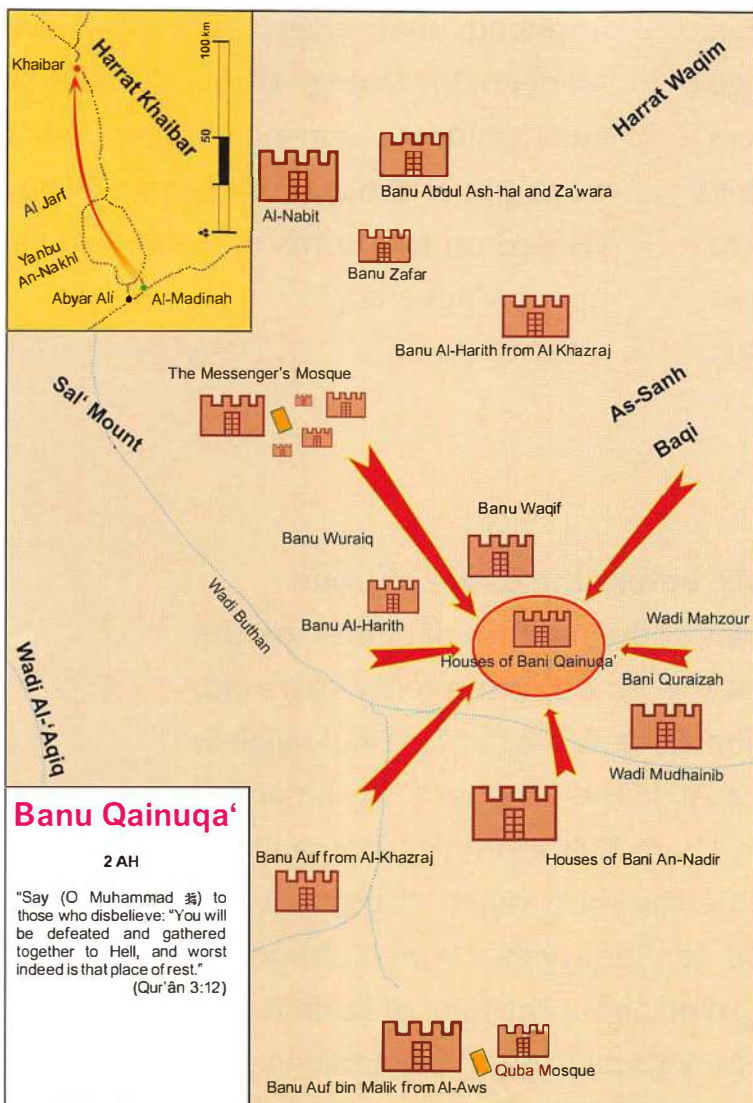 Khaibar
Harrat Khaibar
100 km
50
Al Jarf
Yanbu
An-Nakhl
Abyar Ali
Al-Madinah
Harrat Waqim
Al-Nabit
Banu Abdul Ash-hal and Za'wara
Banu Zafar
Banu Al-Harith from Al Khazraj
The Messenger's Mosque
Sal‘ Mount
As-Sanh
Baqi
Banu Waqif
Banu Wuraiq
Wadi Buthan
Banu Al-Harith
Wadi Mahzour
Houses of Bani Qainuqa'
Bani Quraizah
Wadi Al-‘Aqiq
Wadi Mudhainib
Banu Auf from Al-Khazraj
Houses of Bani An-Nadir
Banu Qainuqa‘
2 AH
“Say (O Muhammad ﷺ) to
those who disbelieve: “You will
be defeated and gathered
together to Hell, and worst
indeed is that place of rest.”
(Qur’ân 3:12)
Quba Mosque
Banu Auf bin Malik from Al-Aws